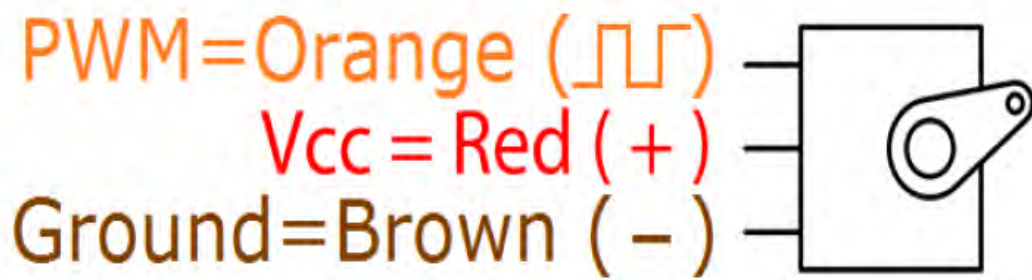 PWM=Orange (⎍⎍)
Vcc = Red ( + )
Ground=Brown ( – )